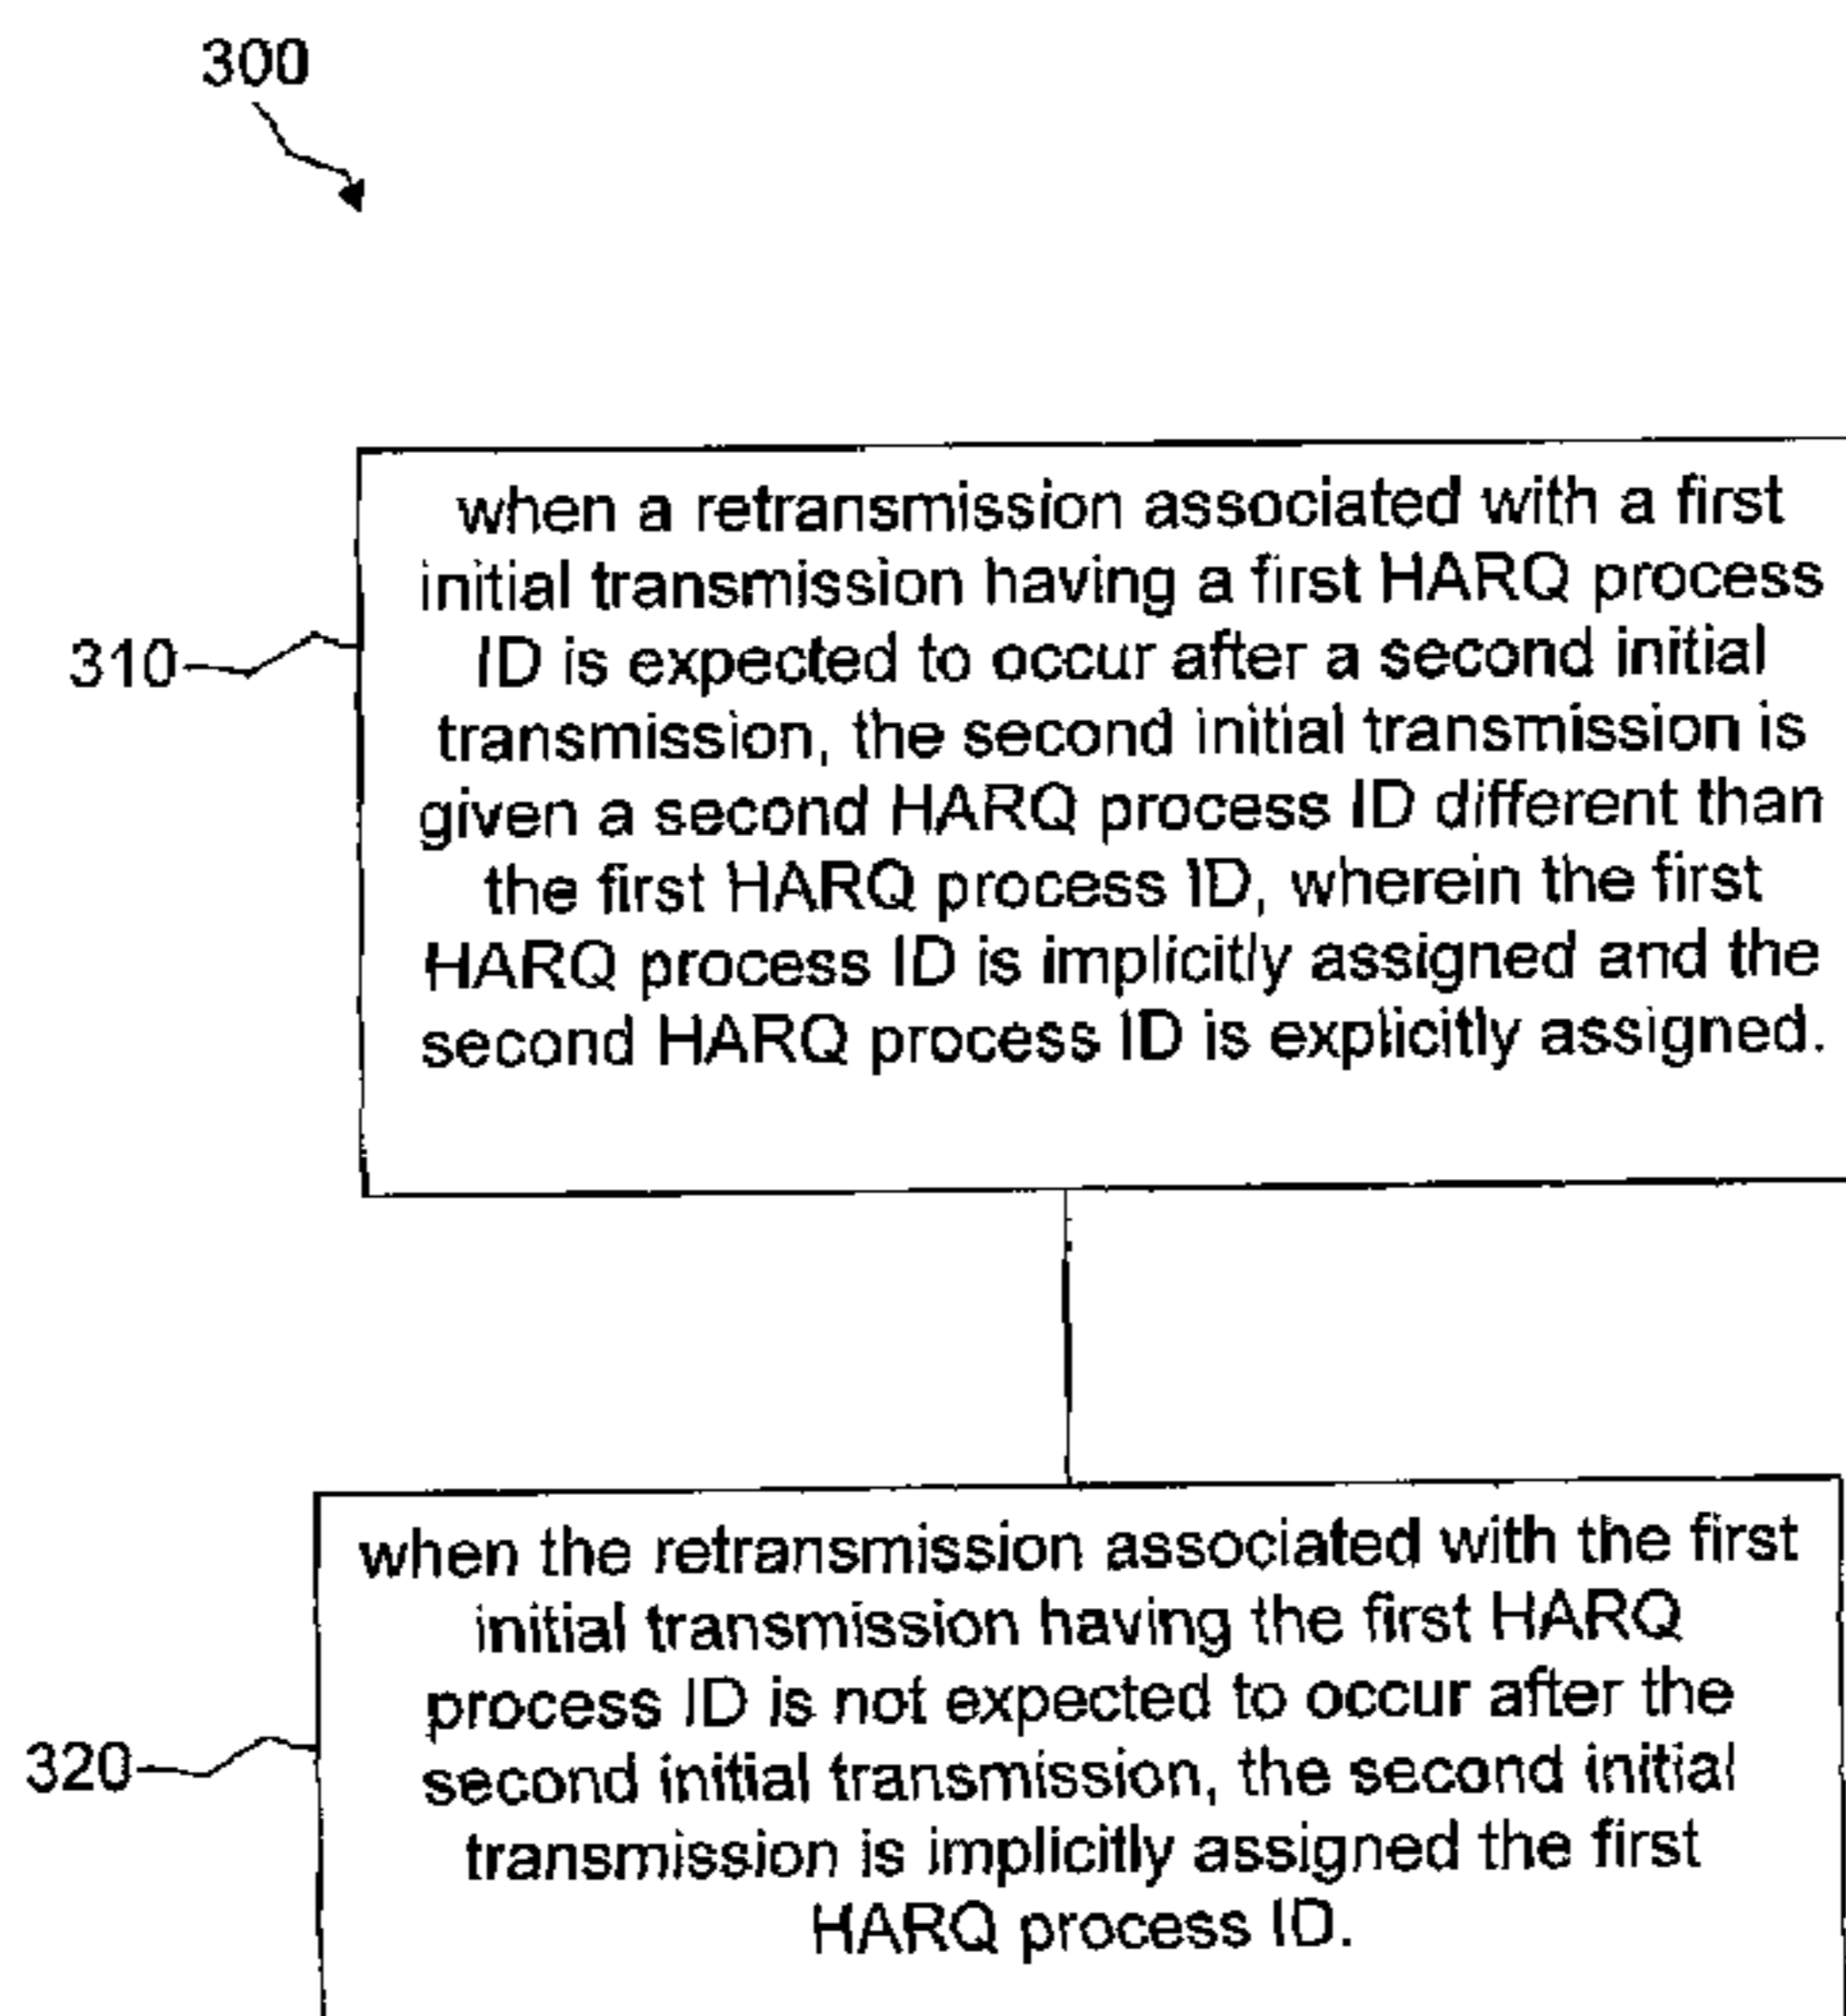 300
when a retransmission associated with a first
initial transmission having a first HARQ process
ID is expected to occur after a second initial
transmission, the second initial transmission is
given a second HARQ process ID different than
the first HARQ process ID, wherein the first
HARQ process ID is implicitly assigned and the
second HARQ process ID is explicitly assigned.
310
when the retransmission associated with the first
initial transmission having the first HARQ
process ID is not expected to occur after the
second initial transmission, the second initial
transmission is implicitly assigned the first
HARQ process ID.
320